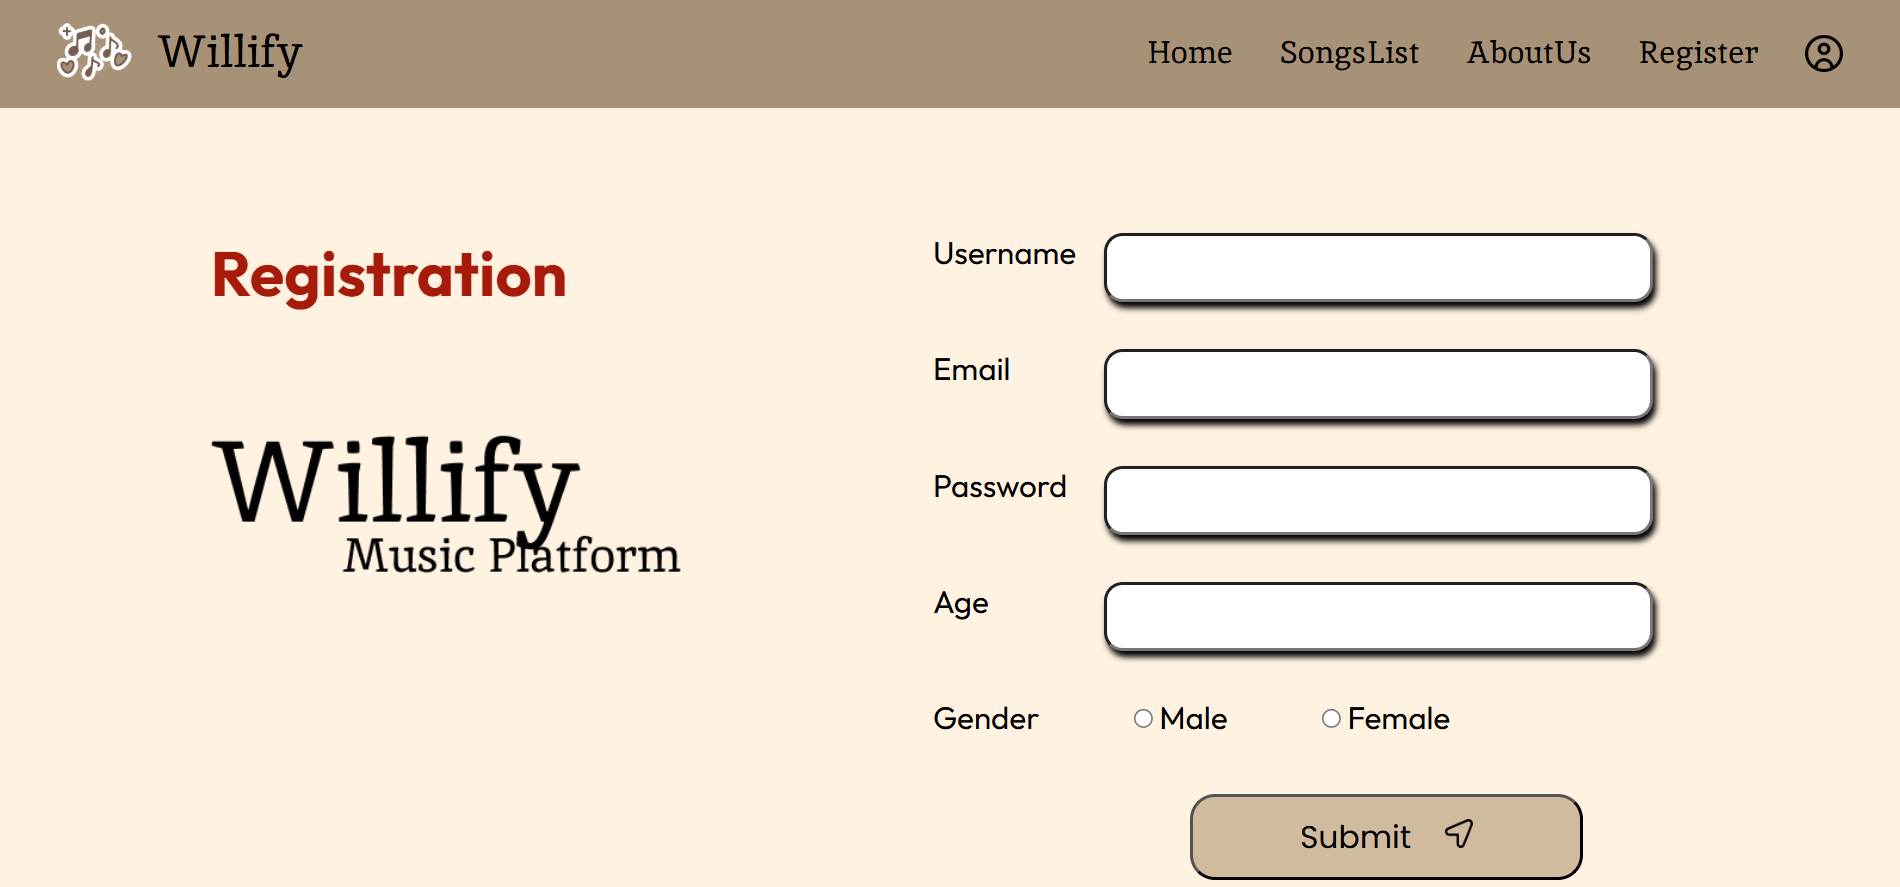 Willify
Home SongsList AboutUs Register
Registration
Willify
Music Platform
Username
Email
Password
Age
Gender Male Female
Submit